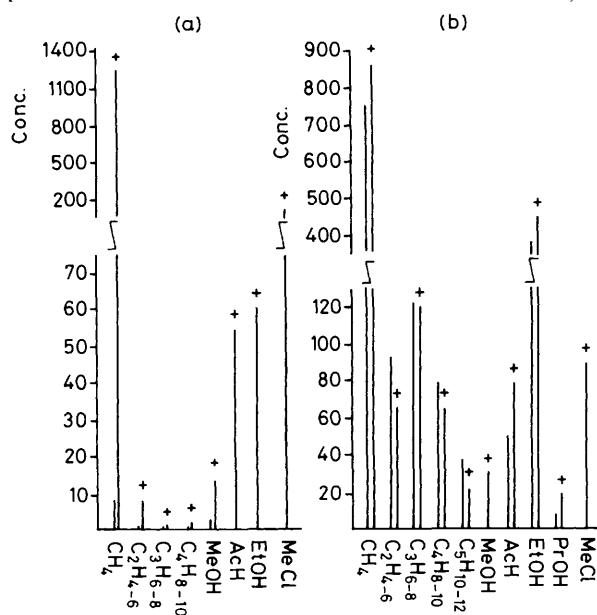 (a)
Conc.
1400
1300
1100
800
500
200
70
60
50
40
30
20
10
+
+
+
+
+
+
+
+
CH4
C2H4-6
C3H6-8
C4H8-10
MeOH
AcH
EtOH
MeCl
(b)
Conc.
900
800
700
600
500
400
120
100
80
60
40
20
+
+
+
+
+
+
+
+
+
+
CH4
C2H4-6
C3H6-8
C4H8-10
C5H10-12
MeOH
AcH
EtOH
PrOH
MeCl